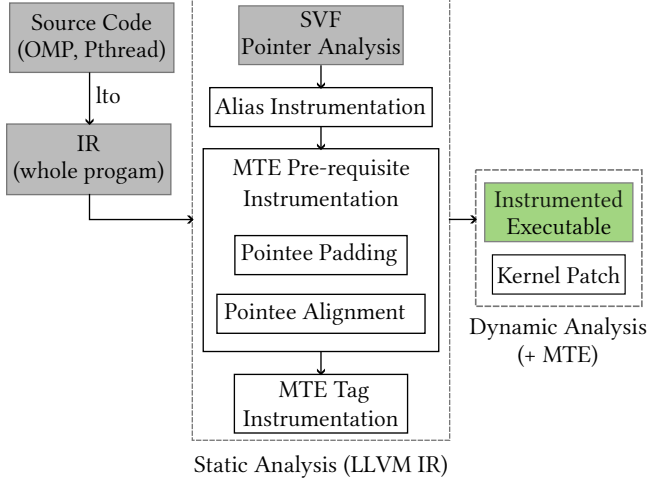 Source Code
(OMP, Pthread)
lto
IR
(whole progam)
SVF
Pointer Analysis
Alias Instrumentation
MTE Pre-requisite
Instrumentation
Pointee Padding
Pointee Alignment
MTE Tag
Instrumentation
Static Analysis (LLVM IR)
Instrumented
Executable
Kernel Patch
Dynamic Analysis
(+ MTE)